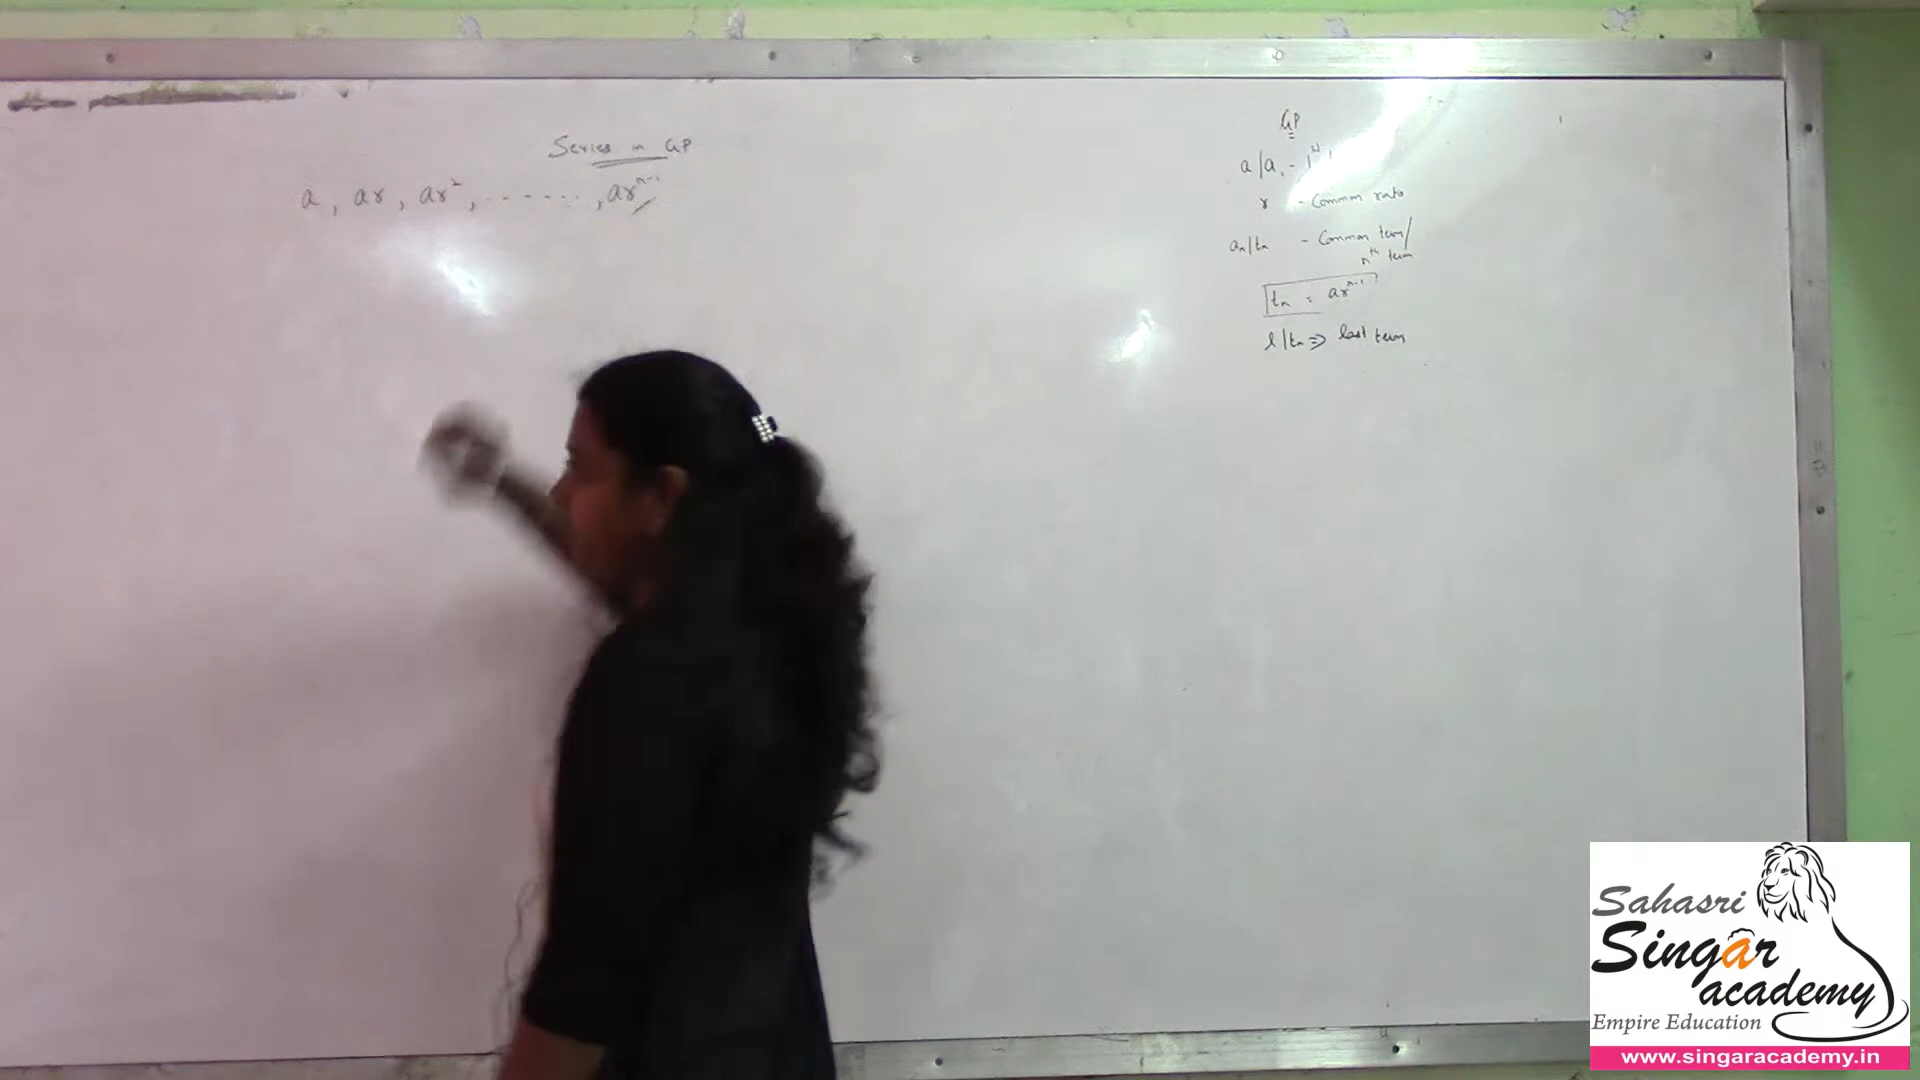 Series in GP
a, ar, ar², ......., arⁿ⁻¹
GP
a/a₁ - 1st
r - Common ratio
aₙ/tₙ - Common term/
nth term
tₙ = arⁿ⁻¹
l/tₙ ⇒ last term
Sahasri
Singar
academy
Empire Education
www.singaracademy.in